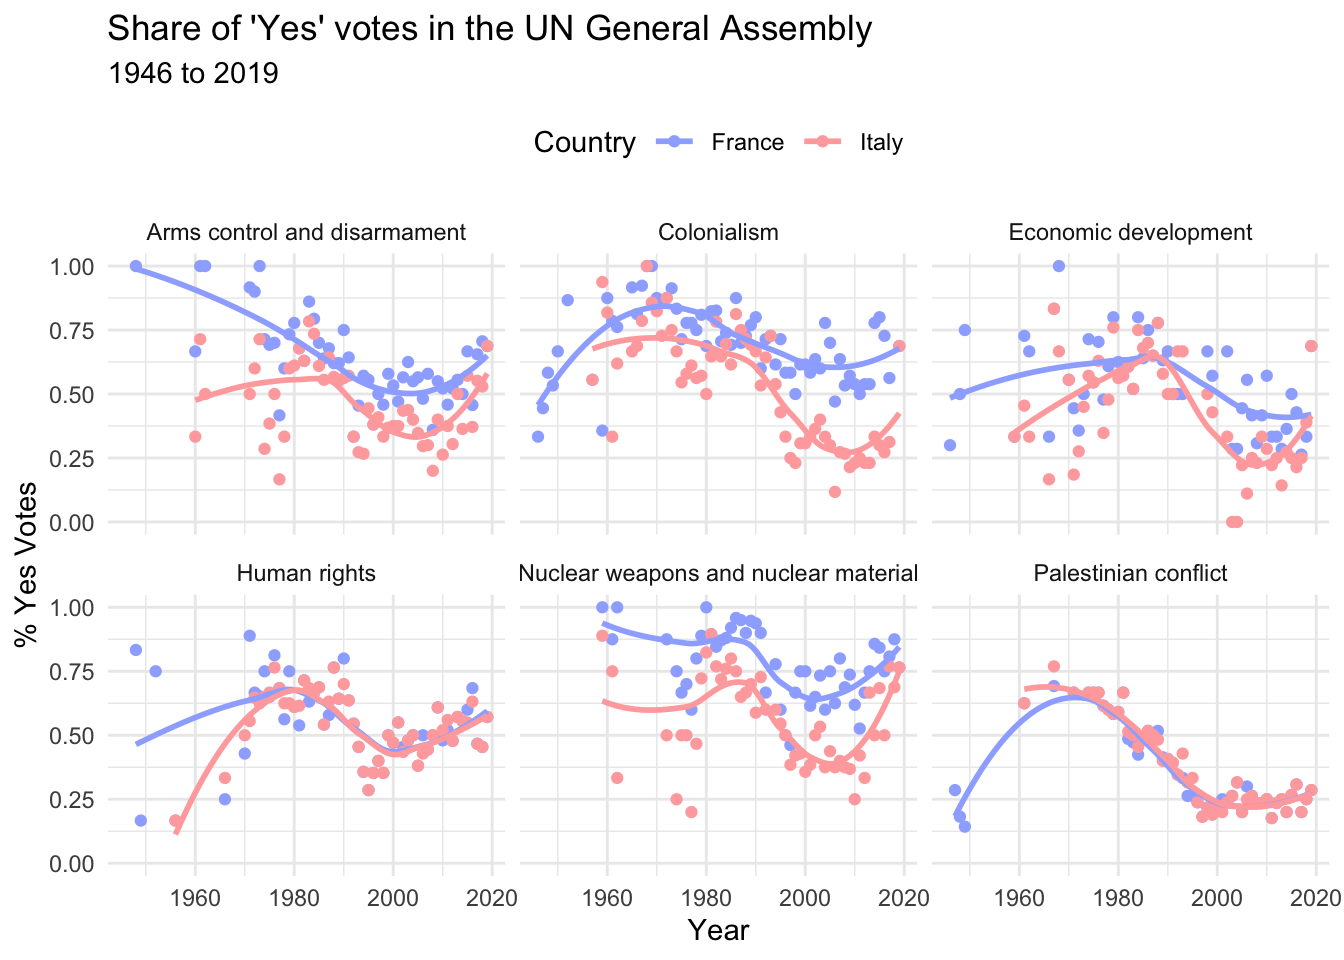 Share of 'Yes' votes in the UN General Assembly
1946 to 2019
Country France Italy
Arms control and disarmament Colonialism Economic development
1.00
0.75
0.50
0.25
0.00
Human rights Nuclear weapons and nuclear material Palestinian conflict
1.00
0.75
0.50
0.25
0.00
% Yes Votes
1960 1980 2000 2020 1960 1980 2000 2020 1960 1980 2000 2020
Year